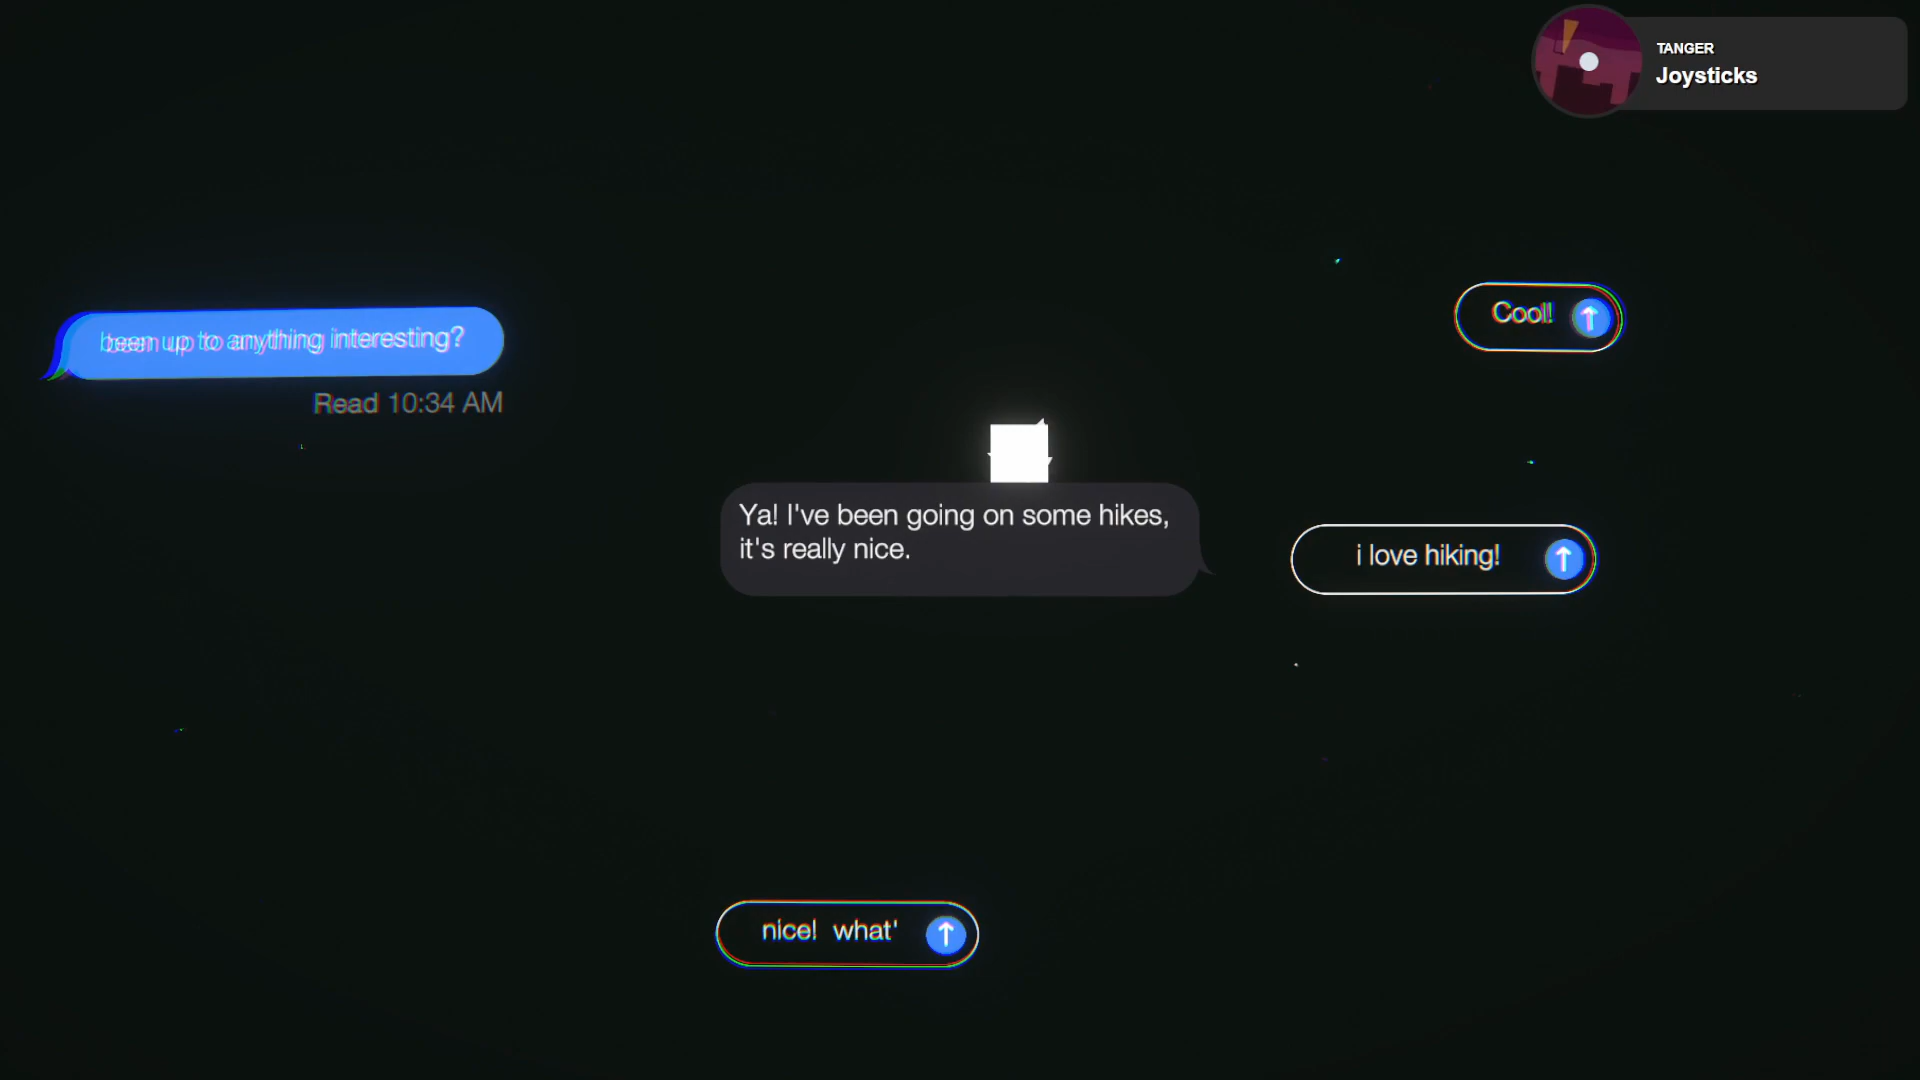 TANGER
Joysticks
been up to anything interesting?
Read 10:34 AM
Cool!
Ya! I've been going on some hikes,
it's really nice.
i love hiking!
nice!  what'